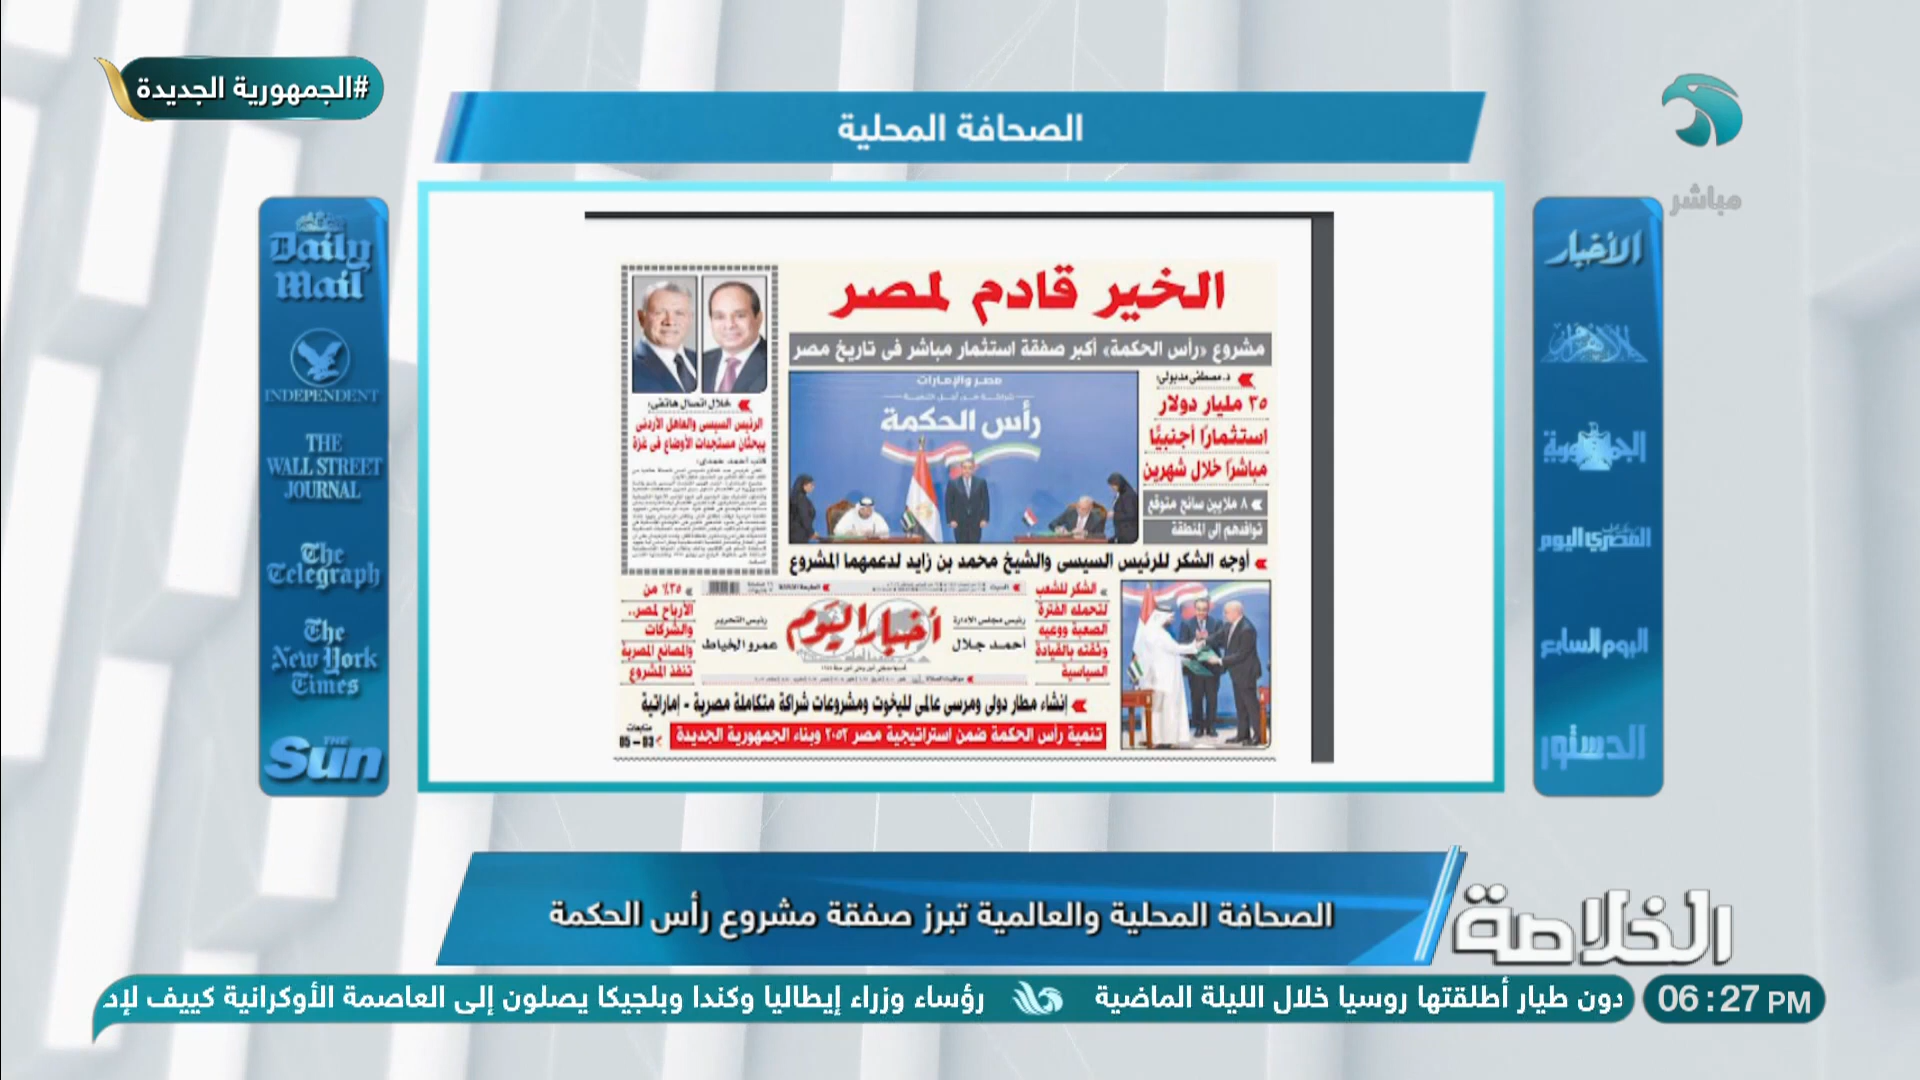 #الجمهورية الجديدة
الصحافة المحلية
مباشر
الأخبار
الأهرام
الجمهورية
المصري اليوم
اليوم السابع
الدستور
Daily
Mail
INDEPENDENT
THE
WALL STREET
JOURNAL
The
Telegraph
The
New York
Times
THE
Sun
الخير قادم لمصر
مشروع «رأس الحكمة» أكبر صفقة استثمار مباشر فى تاريخ مصر
د. مصطفى مدبولى:
٣٥ مليار دولار
استثمارًا أجنبيًا
مباشرًا خلال شهرين
٨ ملايين سائح متوقع
توافدهم إلى المنطقة
مصر والإمارات
رأس الحكمة
خلال اتصال هاتفى:
الرئيس السيسى والعاهل الأردنى
يبحثان مستجدات الأوضاع فى غزة
أوجه الشكر للرئيس السيسى والشيخ محمد بن زايد لدعمهما المشروع
الشكر للشعب
لتحمله الفترة
الصعبة ووعيه
وثقته بالقيادة
السياسية
رئيس مجلس الادارة
أحمد جلال
أخبار اليوم
رئيس التحرير
عمرو الخياط
٣٥٪ من
الأرباح لمصر..
والشركات
والمصانع المصرية
تنفذ المشروع
إنشاء مطار دولى ومرسى عالمى لليخوت ومشروعات شراكة متكاملة مصرية - إماراتية
تنمية رأس الحكمة ضمن استراتيجية مصر ٢٠٥٢ وبناء الجمهورية الجديدة
متابعات
03 – 05
الصحافة المحلية والعالمية تبرز صفقة مشروع رأس الحكمة
الخلاصة
دون طيار أطلقتها روسيا خلال الليلة الماضية
رؤساء وزراء إيطاليا وكندا وبلجيكا يصلون إلى العاصمة الأوكرانية كييف لإد
06:27 PM